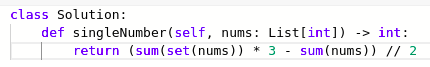 class Solution:
    def singleNumber(self, nums: List[int]) -> int:
        return (sum(set(nums)) * 3 - sum(nums)) // 2